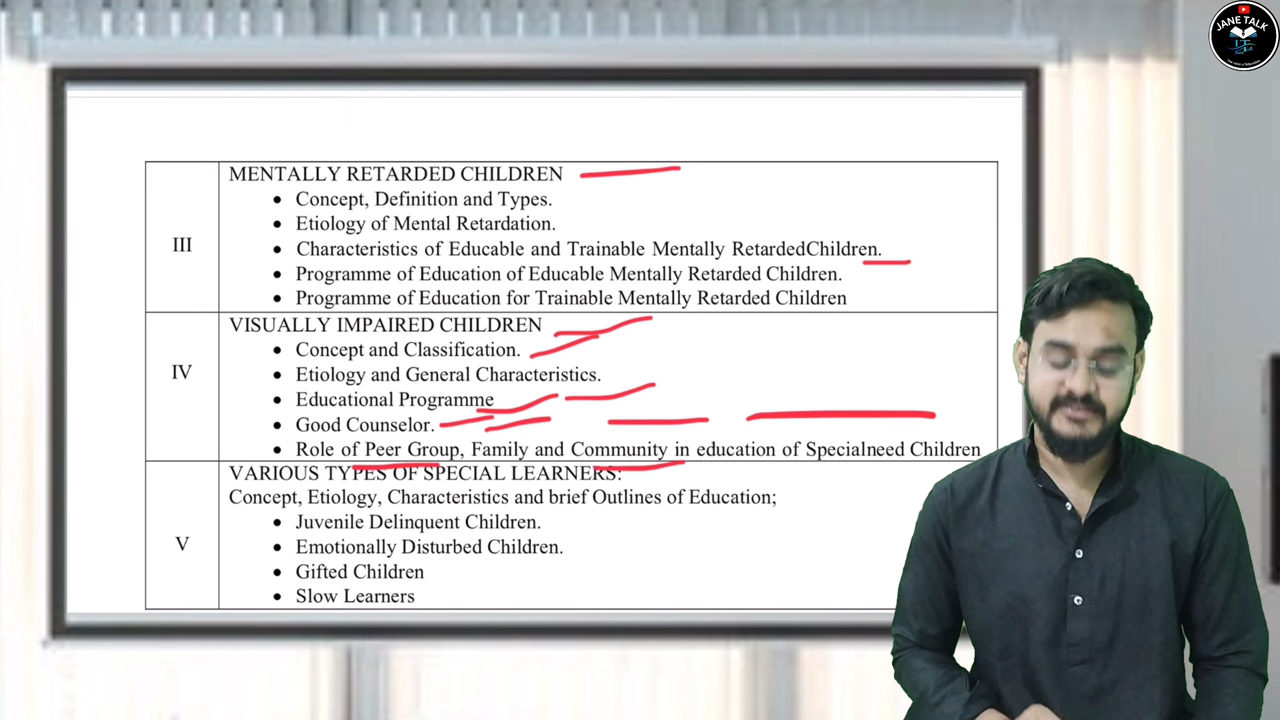 JANE TALK
MENTALLY RETARDED CHILDREN
• Concept, Definition and Types.
• Etiology of Mental Retardation.
III
• Characteristics of Educable and Trainable Mentally RetardedChildren.
• Programme of Education of Educable Mentally Retarded Children.
• Programme of Education for Trainable Mentally Retarded Children
VISUALLY IMPAIRED CHILDREN
• Concept and Classification.
IV
• Etiology and General Characteristics.
• Educational Programme
• Good Counselor.
• Role of Peer Group, Family and Community in education of Specialneed Children
VARIOUS TYPES OF SPECIAL LEARNERS:
Concept, Etiology, Characteristics and brief Outlines of Education;
• Juvenile Delinquent Children.
V
• Emotionally Disturbed Children.
• Gifted Children
• Slow Learners